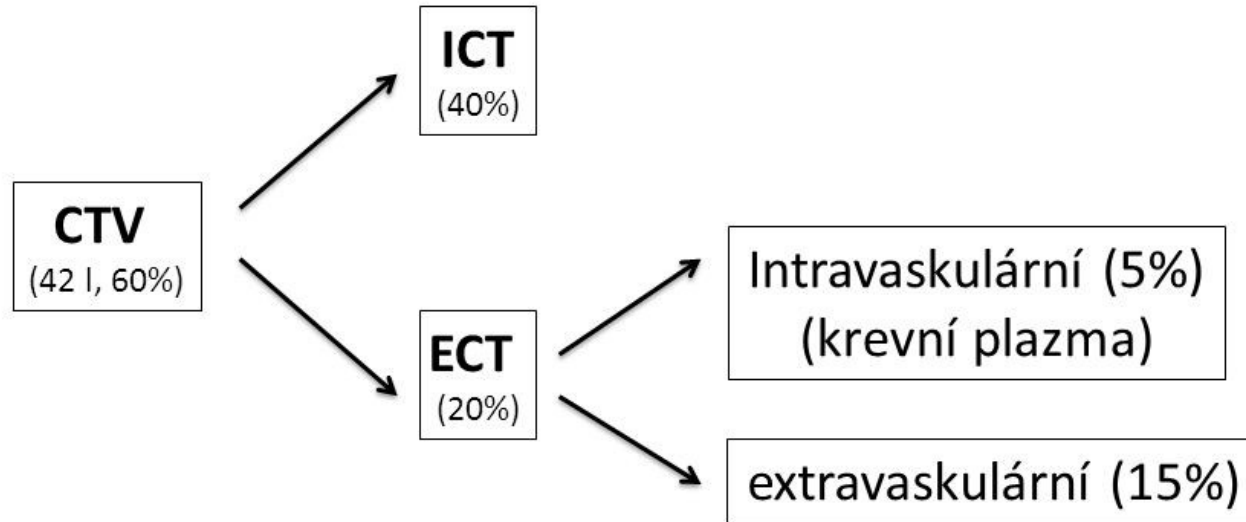 ICT
(40%)
CTV
(42 l, 60%)
Intravaskulární (5%)
(krevní plazma)
ECT
(20%)
extravaskulární (15%)